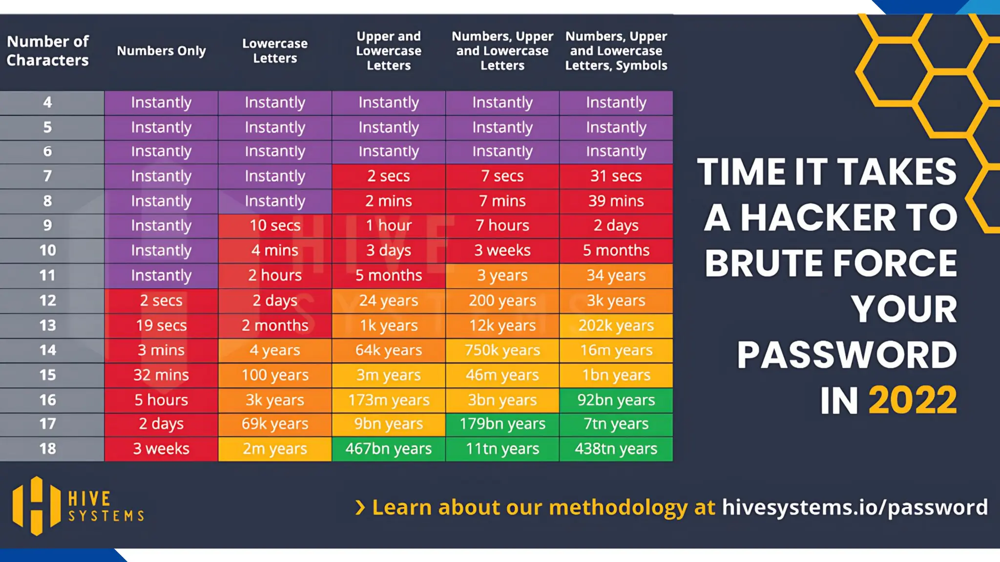 Number of Characters | Numbers Only | Lowercase Letters | Upper and Lowercase Letters | Numbers, Upper and Lowercase Letters | Numbers, Upper and Lowercase Letters, Symbols
4 | Instantly | Instantly | Instantly | Instantly | Instantly
5 | Instantly | Instantly | Instantly | Instantly | Instantly
6 | Instantly | Instantly | Instantly | Instantly | Instantly
7 | Instantly | Instantly | 2 secs | 7 secs | 31 secs
8 | Instantly | Instantly | 2 mins | 7 mins | 39 mins
9 | Instantly | 10 secs | 1 hour | 7 hours | 2 days
10 | Instantly | 4 mins | 3 days | 3 weeks | 5 months
11 | Instantly | 2 hours | 5 months | 3 years | 34 years
12 | 2 secs | 2 days | 24 years | 200 years | 3k years
13 | 19 secs | 2 months | 1k years | 12k years | 202k years
14 | 3 mins | 4 years | 64k years | 750k years | 16m years
15 | 32 mins | 100 years | 3m years | 46m years | 1bn years
16 | 5 hours | 3k years | 173m years | 3bn years | 92bn years
17 | 2 days | 69k years | 9bn years | 179bn years | 7tn years
18 | 3 weeks | 2m years | 467bn years | 11tn years | 438tn years
HIVE
SYSTEMS
TIME IT TAKES
A HACKER TO
BRUTE FORCE
YOUR
PASSWORD
IN 2022
HIVE
SYSTEMS
› Learn about our methodology at hivesystems.io/password